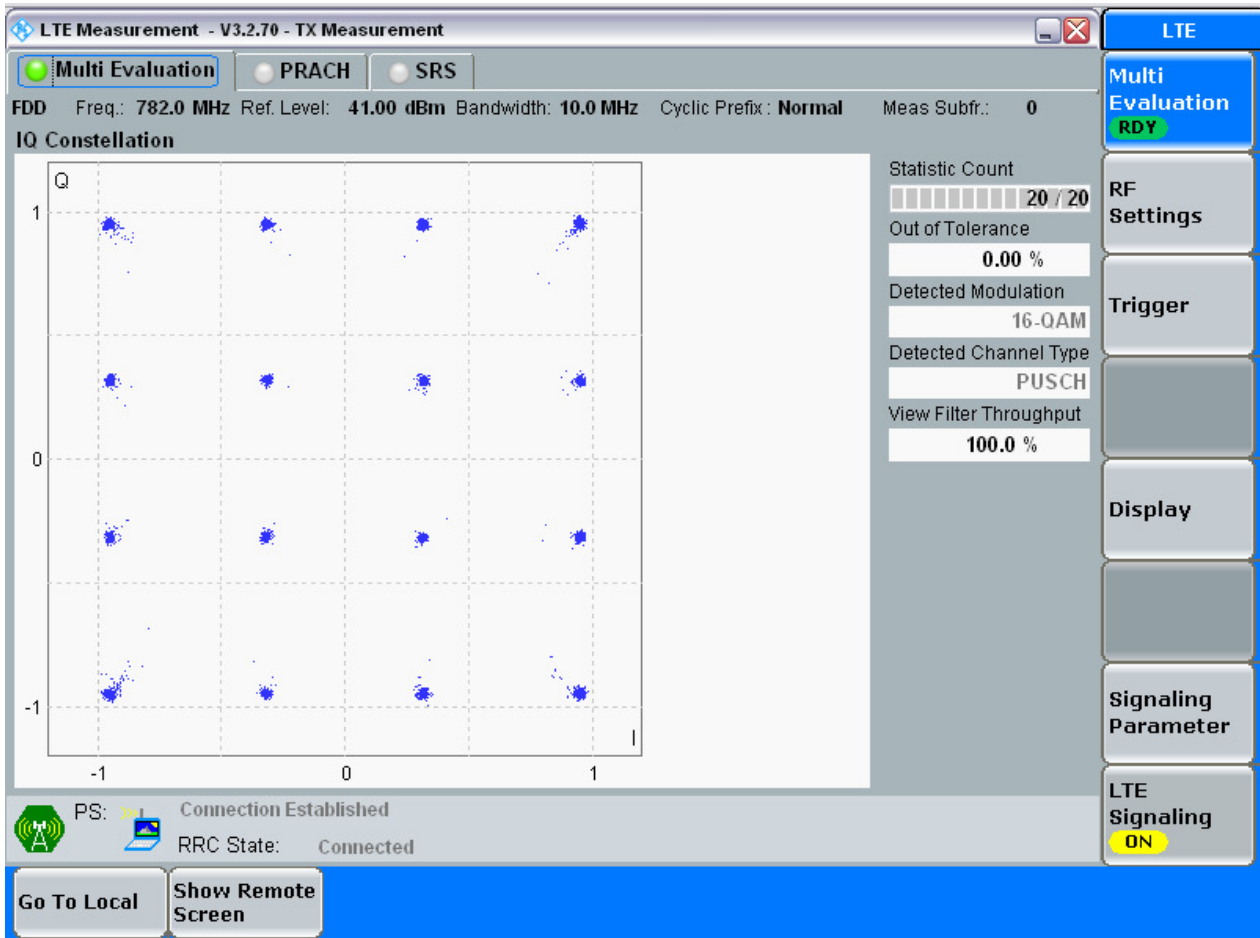 LTE Measurement - V3.2.70 - TX Measurement
LTE
Multi Evaluation PRACH SRS
Multi
Evaluation
RDY
FDD Freq.: 782.0 MHz Ref. Level: 41.00 dBm Bandwidth: 10.0 MHz Cyclic Prefix : Normal Meas Subfr.: 0
IQ Constellation
Q
1
0
-1
I
-1 0 1
Statistic Count
20 / 20
Out of Tolerance
0.00 %
Detected Modulation
16-QAM
Detected Channel Type
PUSCH
View Filter Throughput
100.0 %
RF
Settings
Trigger
Display
Signaling
Parameter
LTE
Signaling
ON
PS: Connection Established
RRC State: Connected
Go To Local
Show Remote
Screen